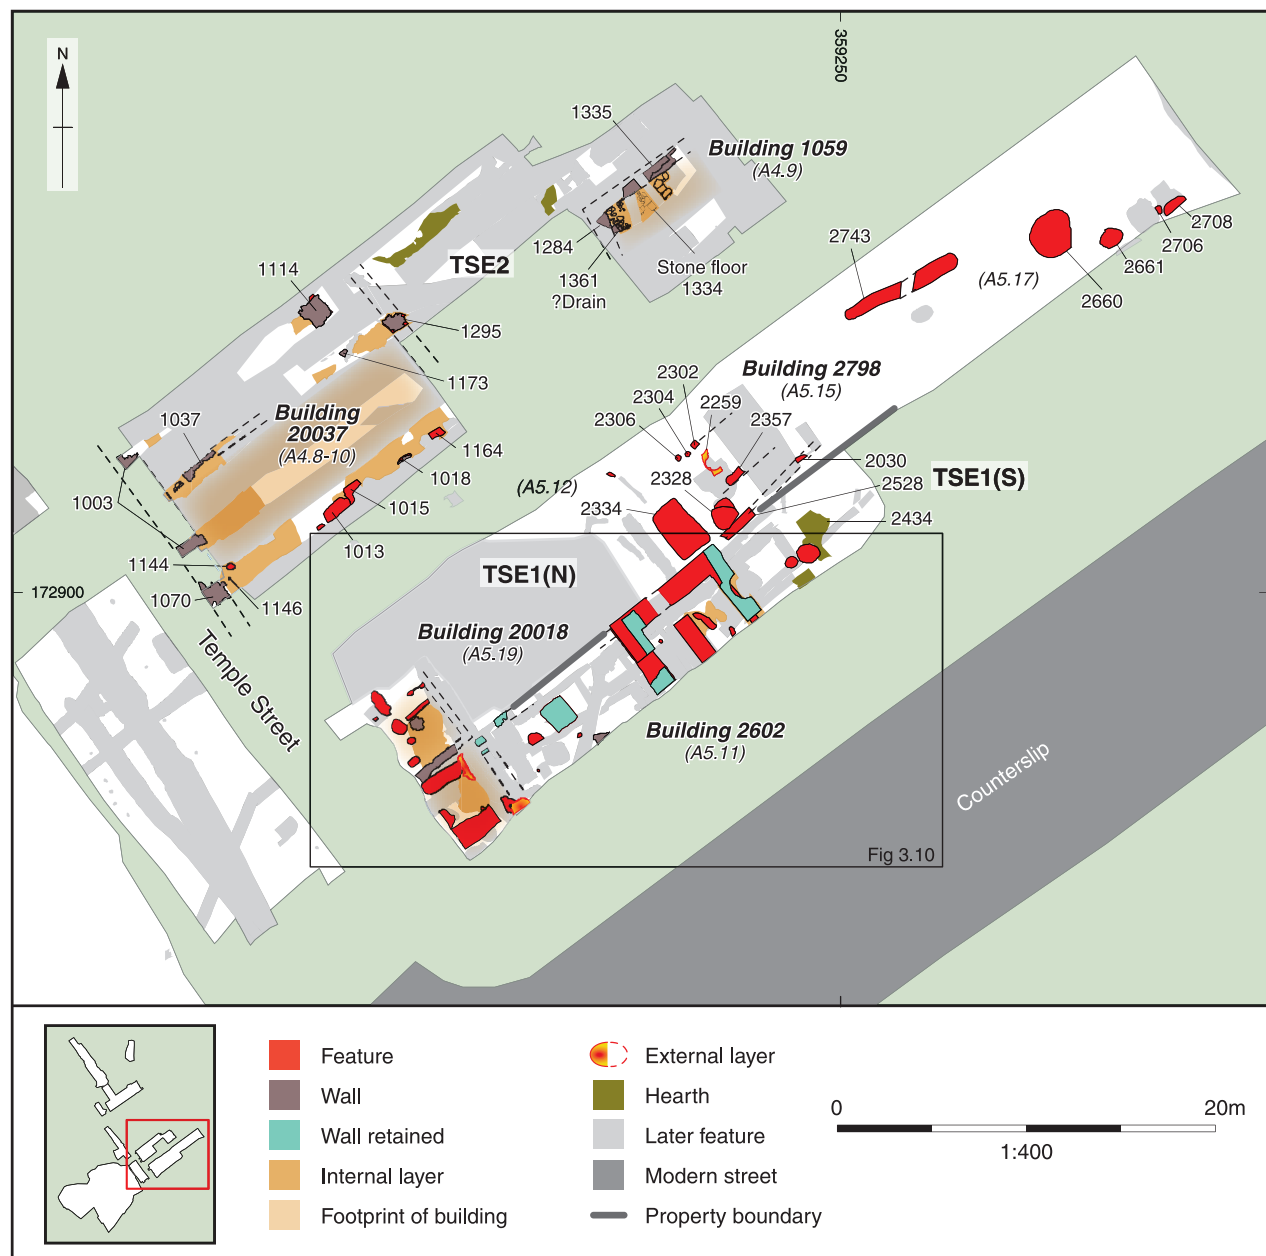 N
359250
1335
Building 1059
(A4.9)
1284
1361
?Drain
Stone floor
1334
TSE2
1114
1295
1173
1037
Building
20037
(A4.8-10)
1164
1018
1015
1013
1003
1144
1070
1146
172900
Temple Street
2743
2708
2706
2661
2660
(A5.17)
Building 2798
(A5.15)
2302
2304
2306
2259
2357
2030
2328
2528
2334
2434
(A5.12)
TSE1(S)
TSE1(N)
Building 20018
(A5.19)
Building 2602
(A5.11)
Counterslip
Fig 3.10
Feature
Wall
Wall retained
Internal layer
Footprint of building
External layer
Hearth
Later feature
Modern street
Property boundary
0
20m
1:400